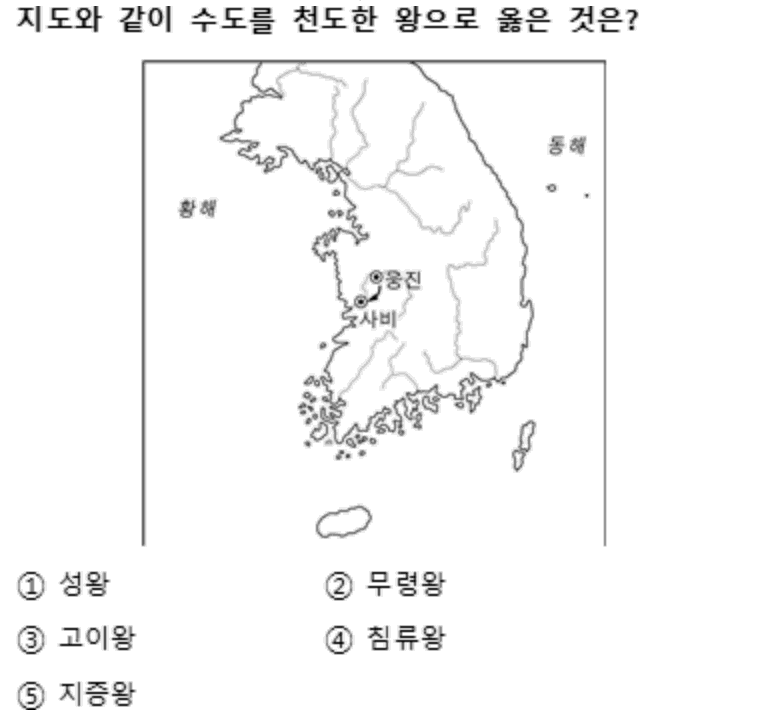 지도와 같이 수도를 천도한 왕으로 옳은 것은?
동해
황해
웅진
사비
① 성왕 ② 무령왕
③ 고이왕 ④ 침류왕
⑤ 지증왕